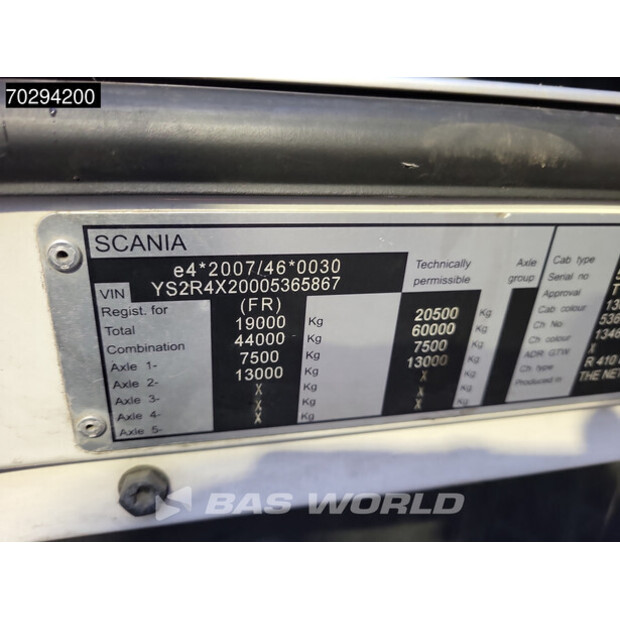 70294200
SCANIA
e4*2007/46*0030
VIN YS2R4X20005365867
Regist. for (FR)
Technically permissible
Axle group
Total 19000 Kg 20500 Kg
Combination 44000 Kg 60000 Kg
Axle 1- 7500 Kg 7500 Kg
Axle 2- 13000 Kg 13000 Kg
Axle 3- X Kg X Kg
Axle 4- X Kg X Kg
Axle 5- X Kg X Kg
Cab type
Serial no
Approval
Cab colour
Ch No. 536
Ch colour 1346
ADR. GTW. X
Ch type R 410
Produced in THE NET
BAS WORLD